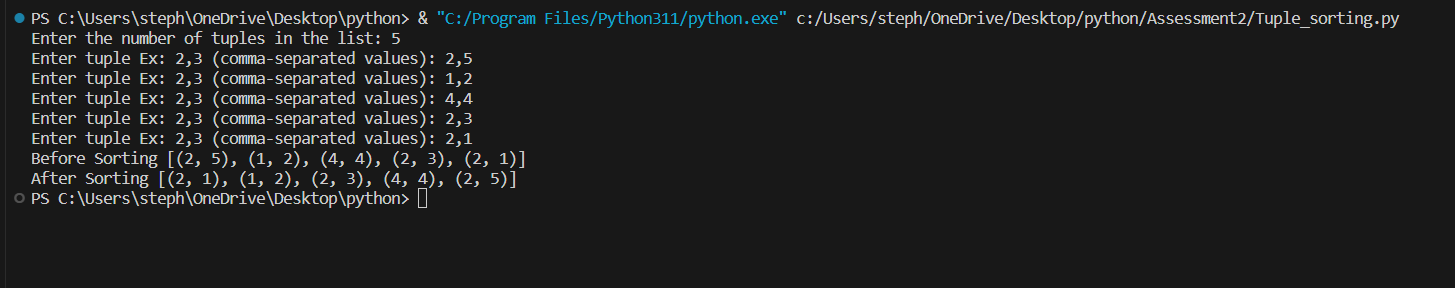 PS C:\Users\steph\OneDrive\Desktop\python> & "C:/Program Files/Python311/python.exe" c:/Users/steph/OneDrive/Desktop/python/Assessment2/Tuple_sorting.py
Enter the number of tuples in the list: 5
Enter tuple Ex: 2,3 (comma-separated values): 2,5
Enter tuple Ex: 2,3 (comma-separated values): 1,2
Enter tuple Ex: 2,3 (comma-separated values): 4,4
Enter tuple Ex: 2,3 (comma-separated values): 2,3
Enter tuple Ex: 2,3 (comma-separated values): 2,1
Before Sorting [(2, 5), (1, 2), (4, 4), (2, 3), (2, 1)]
After Sorting [(2, 1), (1, 2), (2, 3), (4, 4), (2, 5)]
PS C:\Users\steph\OneDrive\Desktop\python>